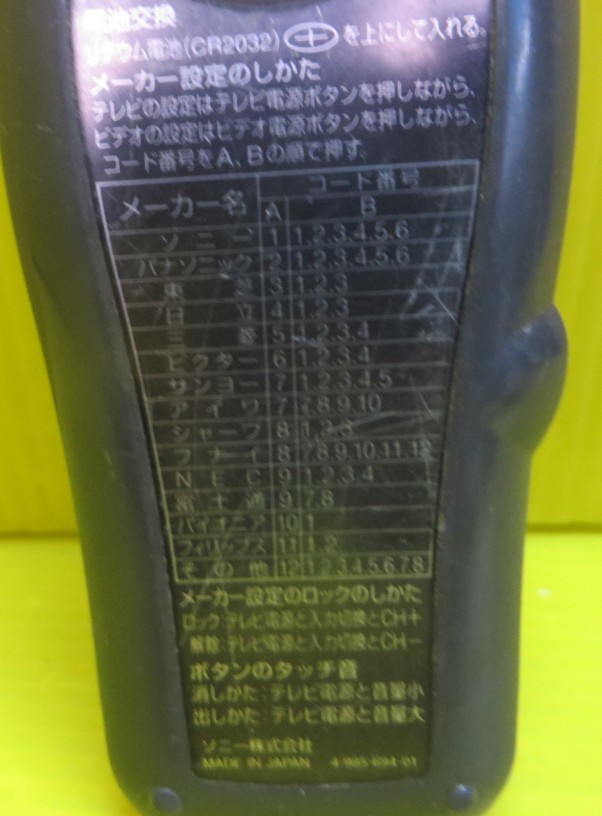 電池交換
リチウム電池(CR2032) + を上にして入れる。
メーカー設定のしかた
テレビの設定はテレビ電源ボタンを押しながら、
ビデオの設定はビデオ電源ボタンを押しながら、
コード番号をA、Bの順で押す。
メーカー名 コード番号
A B
ソニー 1 1,2,3,4,5,6
パナソニック 2 1,2,3,4,5,6
東芝 3 1,2,3
日立 4 1,2,3
三菱 5 1,2,3,4
ビクター 6 1,2,3,4
サンヨー 7 1,2,3,4,5
アイワ 7 7,8,9,10
シャープ 8 1,2,3
フナイ 8 7,8,9,10,11,12
NEC 9 1,2,3,4
富士通 9 7,8
パイオニア 10 1
フィリップス 11 1,2
その他 12 1,2,3,4,5,6,7,8
メーカー設定のロックのしかた
ロック:テレビ電源と入力切換とCH+
解除:テレビ電源と入力切換とCH−
ボタンのタッチ音
消しかた:テレビ電源と音量小
出しかた:テレビ電源と音量大
ソニー株式会社
MADE IN JAPAN 4-985-694-01